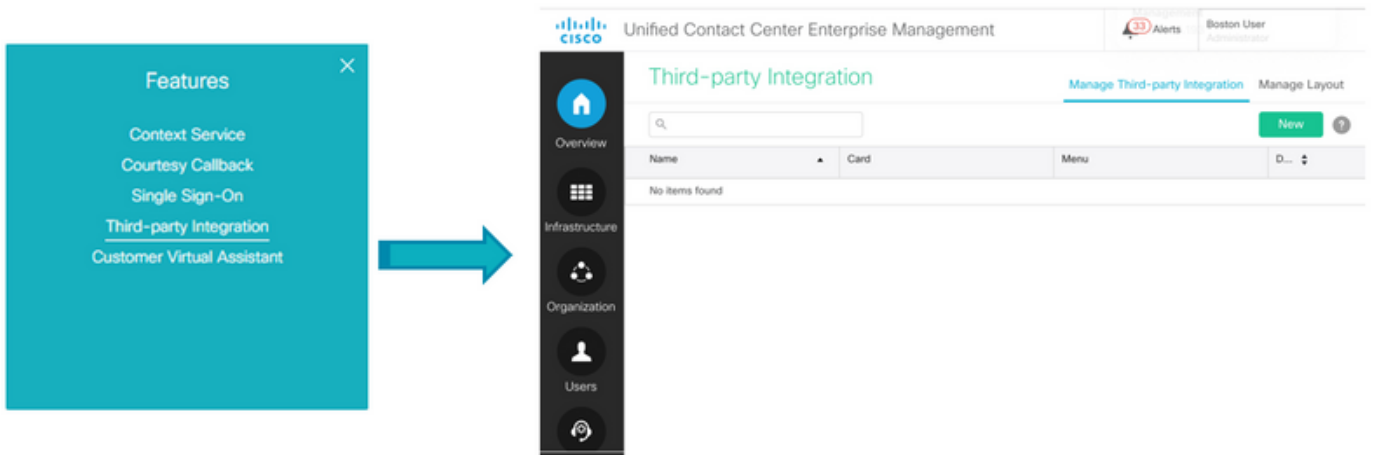 Features
Context Service
Courtesy Callback
Single Sign-On
Third-party Integration
Customer Virtual Assistant
CISCO
Unified Contact Center Enterprise Management
Management
33
Alerts
Boston User
Administrator
Third-party Integration
Manage Third-party Integration
Manage Layout
New
?
Name
Card
Menu
D...
No items found
Overview
Infrastructure
Organization
Users